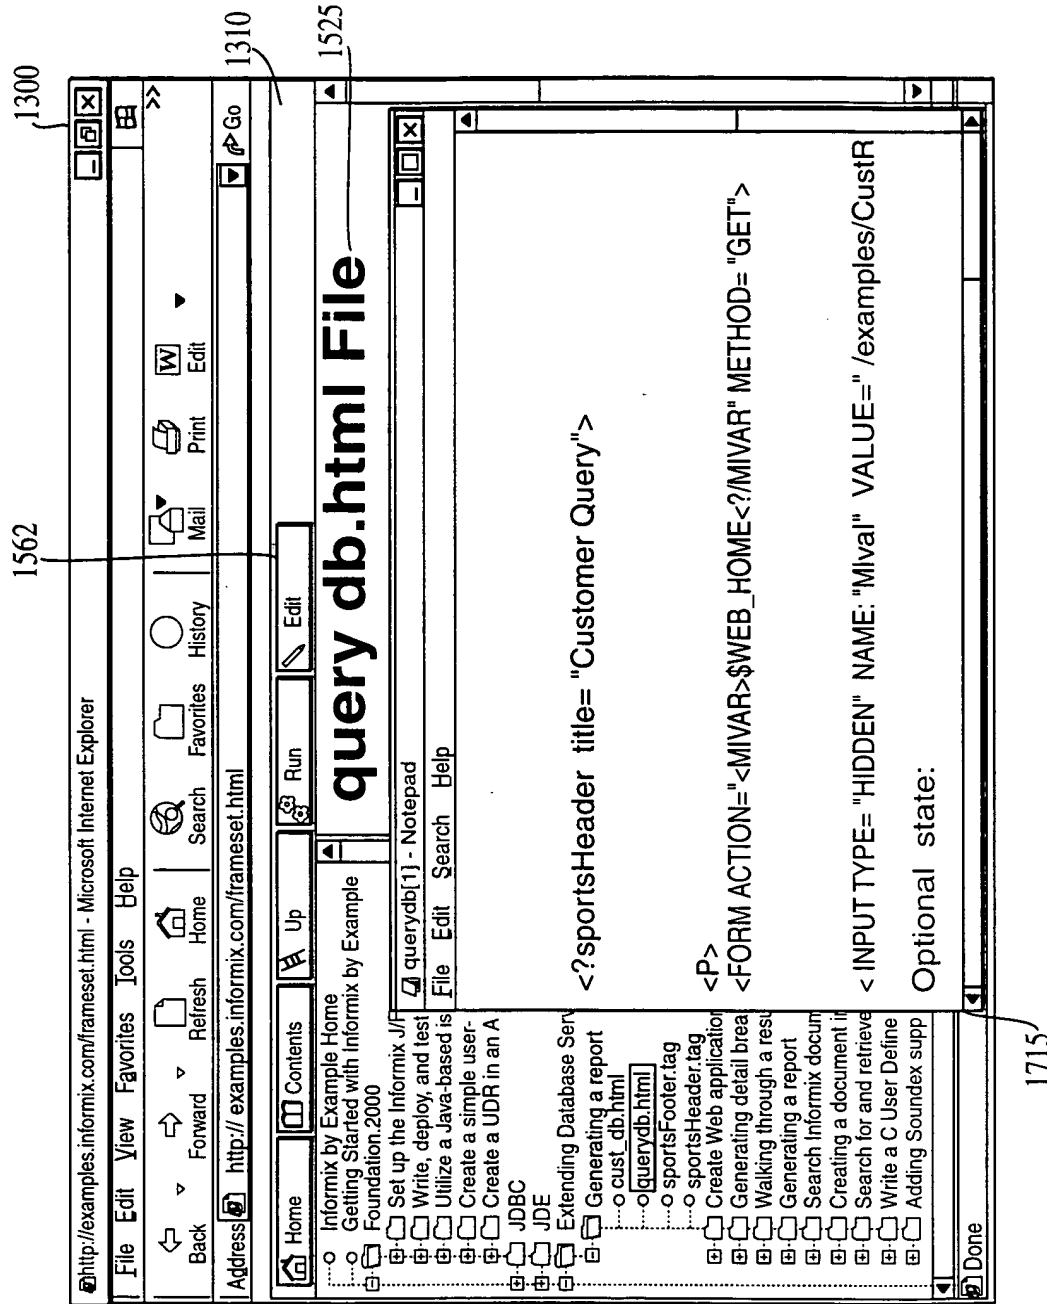 1300
http://examples.informix.com/frameset.html - Microsoft Internet Explorer
File Edit View Favorites Tools Help
>>
Back Forward Refresh Home Search Favorites History Mail Print Edit
Address http:// examples.informix.com/frameset.html Go
1310
1562
Home Contents Up Run Edit
Informix by Example Home
Getting Started with Informix by Example
Foundation.2000
Set up the Informix J/F
Write, deploy, and test
Utilize a Java-based is
Create a simple user-
Create a UDR in an A
JDBC
JDE
Extending Database Serv
Generating a report
cust_db.html
querydb.html
sportsFooter.tag
sportsHeader.tag
Create Web application
Generating detail brea
Walking through a resu
Generating a report
Search Informix docum
Creating a document in
Search for and retrieve
Write a C User Define
Adding Soundex supp
query db.html File
1525
querydb[1] - Notepad
File Edit Search Help
<?sportsHeader title= "Customer Query">
<P>
<FORM ACTION="<MIVAR>$WEB_HOME<?/MIVAR" METHOD= "GET">
< INPUT TYPE= "HIDDEN" NAME: "MIval" VALUE=" /examples/CustR
Optional state:
Done
1715